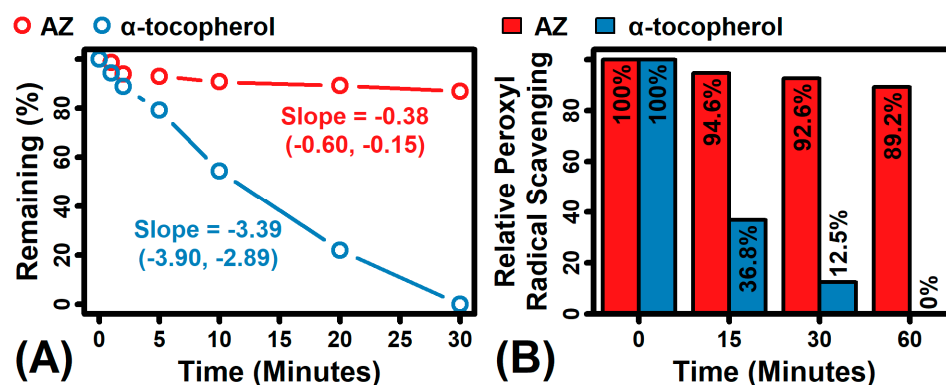 AZ α-tocopherol
Remaining (%)
0 20 40 60 80 100
Slope = -0.38
(-0.60, -0.15)
Slope = -3.39
(-3.90, -2.89)
0 5 10 15 20 25 30
Time (Minutes)
(A)
AZ α-tocopherol
Relative Peroxyl
Radical Scavenging
0 20 40 60 80 100
100% 100% 94.6% 36.8% 92.6% 12.5% 89.2% 0%
0 15 30 60
Time (Minutes)
(B)